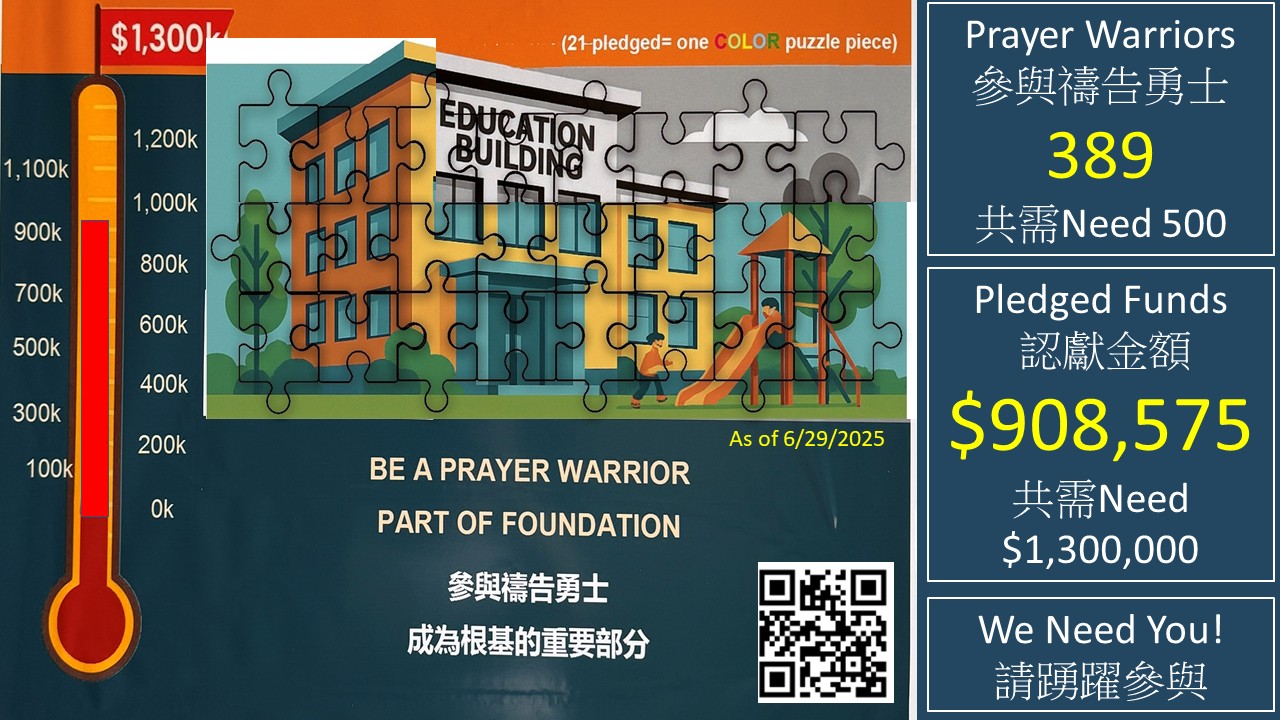 $1,300k
(21 pledged= one COLOR puzzle piece)
EDUCATION
BUILDING
1,200k
1,100k
1,000k
900k
800k
700k
600k
500k
400k
300k
200k
100k
0k
As of 6/29/2025
BE A PRAYER WARRIOR
PART OF FOUNDATION
參與禱告勇士
成為根基的重要部分
Prayer Warriors
參與禱告勇士
389
共需Need 500
Pledged Funds
認獻金額
$908,575
共需Need
$1,300,000
We Need You!
請踴躍參與